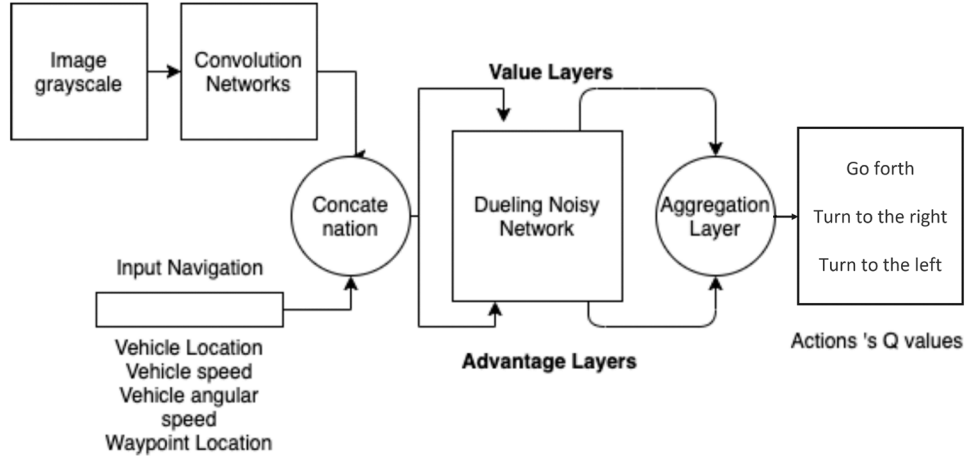 Image
grayscale
Convolution
Networks
Value Layers
Concate
nation
Dueling Noisy
Network
Aggregation
Layer
Go forth
Turn to the right
Turn to the left
Input Navigation
Vehicle Location
Vehicle speed
Vehicle angular
speed
Waypoint Location
Advantage Layers
Actions 's Q values